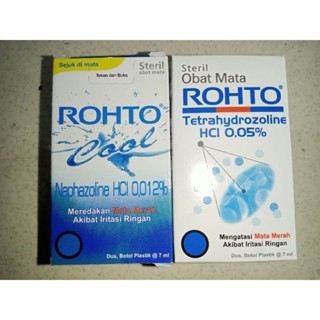 Sejuk di mata
Steril
obat mata
Tekan dan Buka
ROHTO
Cool
Naphazoline HCl 0,012%
Meredakan Mata Merah
Akibat Iritasi Ringan
Dus, Botol Plastik @ 7 ml
Steril
Obat Mata
ROHTO
Tetrahydrozoline
HCl 0,05%
Mengatasi Mata Merah
Akibat Iritasi Ringan
Dus, Botol Plastik @ 7 ml